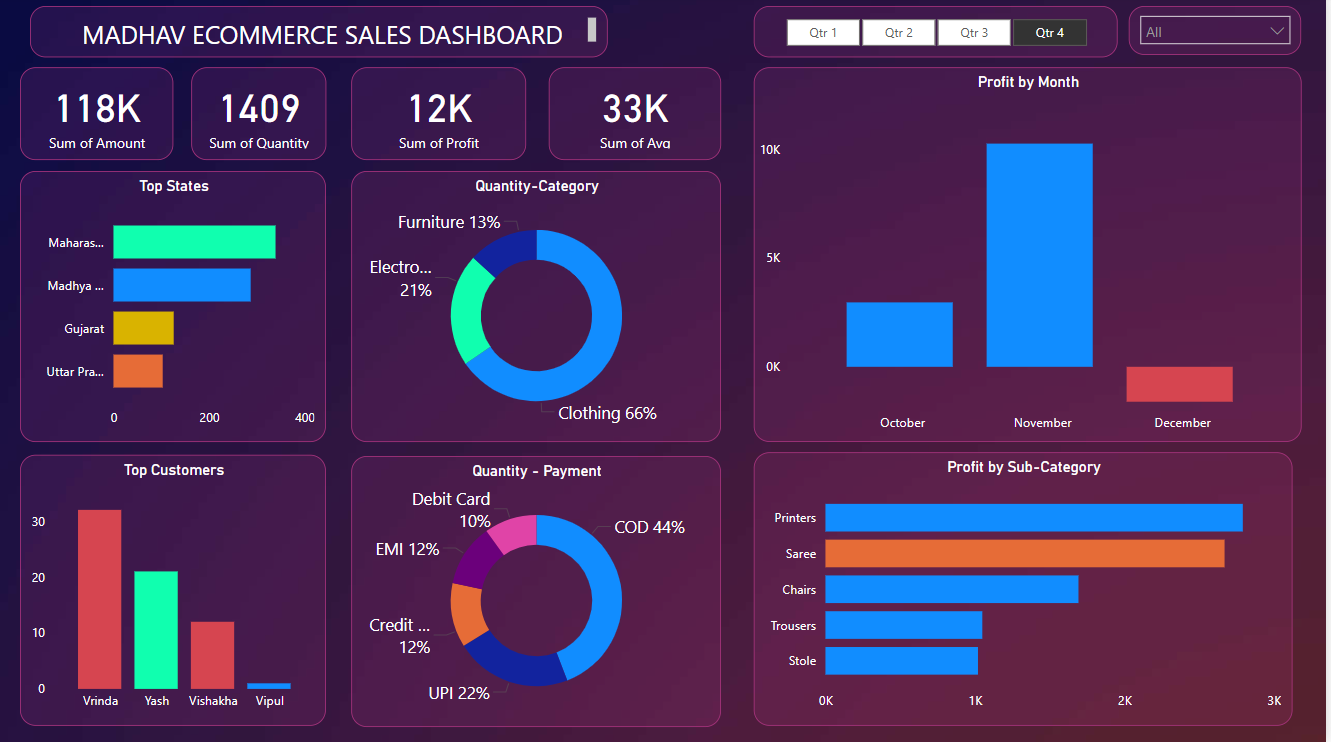 MADHAV ECOMMERCE SALES DASHBOARD
Qtr 1
Qtr 2
Qtr 3
Qtr 4
All
118K
Sum of Amount
1409
Sum of Quantity
12K
Sum of Profit
33K
Sum of Avg
Top States
Maharas...
Madhya ...
Gujarat
Uttar Pra...
0 200 400
Quantity-Category
Furniture 13%
Electro...
21%
Clothing 66%
Profit by Month
10K
5K
0K
October November December
Top Customers
30
20
10
0
Vrinda Yash Vishakha Vipul
Quantity - Payment
Debit Card
10%
COD 44%
EMI 12%
Credit ...
12%
UPI 22%
Profit by Sub-Category
Printers
Saree
Chairs
Trousers
Stole
0K 1K 2K 3K